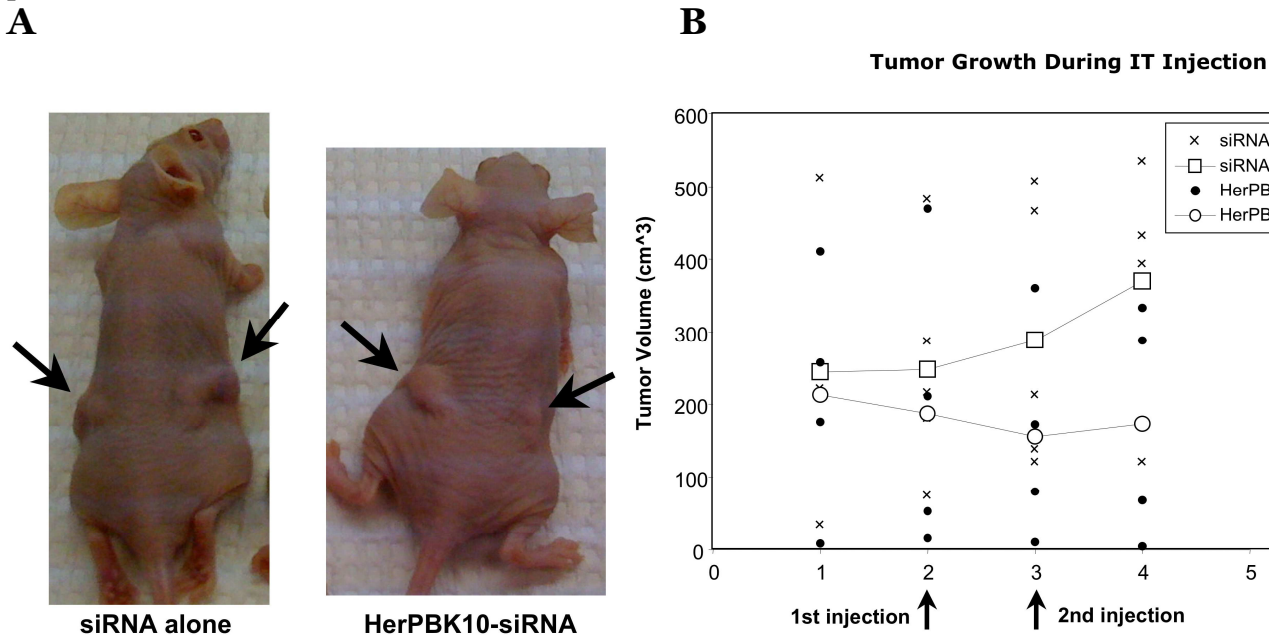 A
B
Tumor Growth During IT Injection
600
500
400
300
200
100
0
Tumor Volume (cm^3)
siRNA
siRNA
HerPB
HerPB
0
1
2
3
4
5
1st injection
2nd injection
siRNA alone
HerPBK10-siRNA